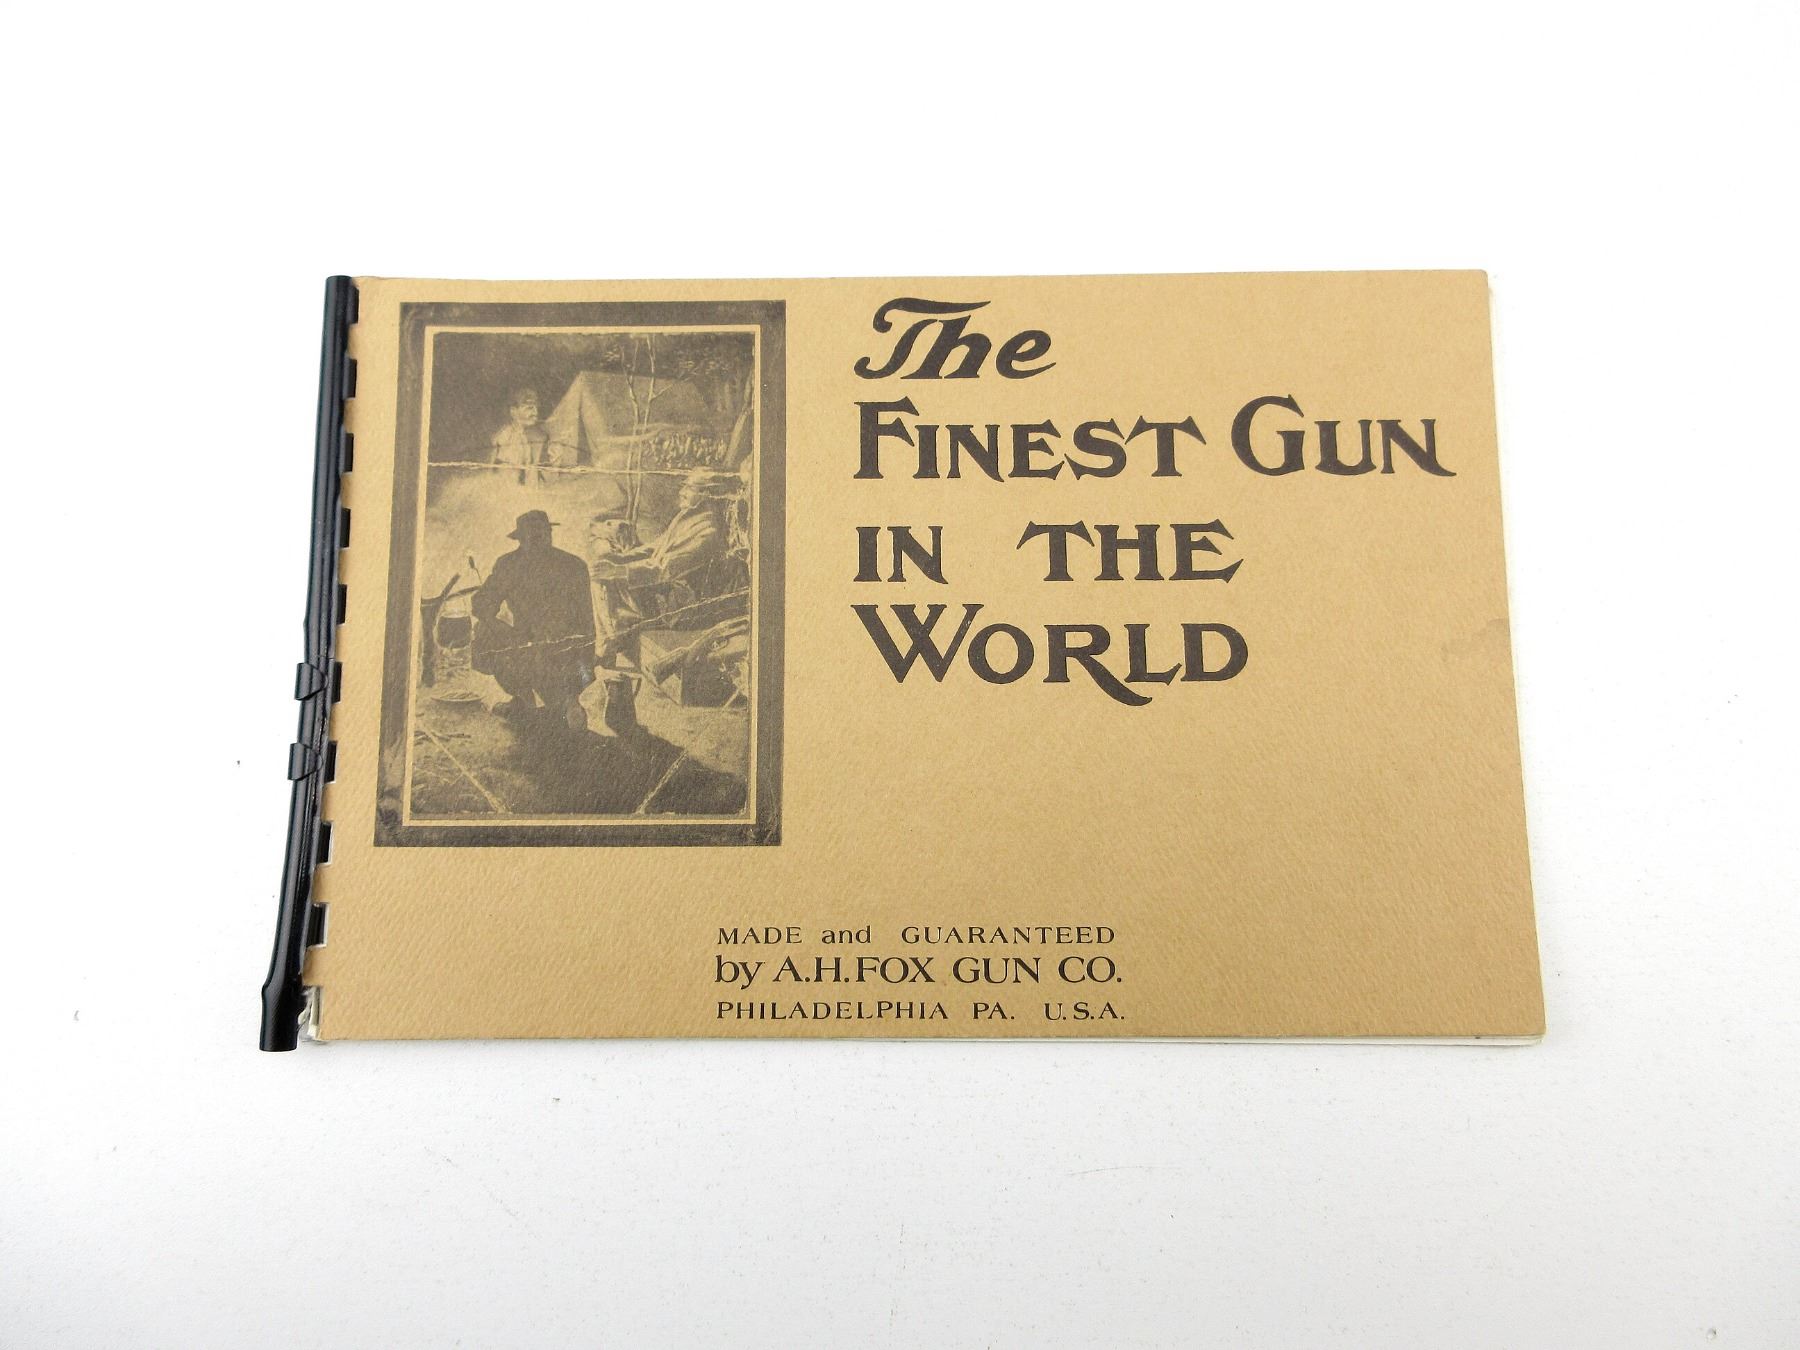 The
FINEST GUN
IN THE
WORLD
MADE and GUARANTEED
by A.H.FOX GUN CO.
PHILADELPHIA PA. U.S.A.